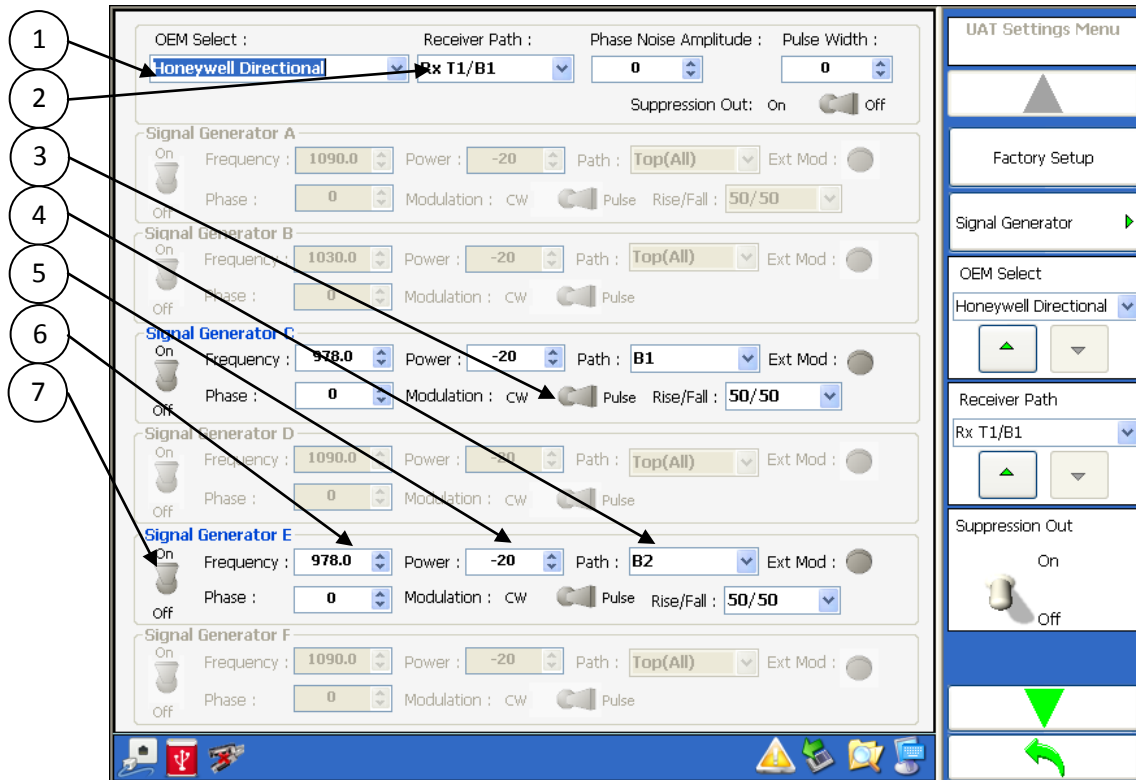 1
2
3
4
5
6
7
OEM Select : Receiver Path : Phase Noise Amplitude : Pulse Width :
Honeywell Directional Rx T1/B1 0 0
Suppression Out: On Off
Signal Generator A
On Frequency : 1090.0 Power : -20 Path : Top(All) Ext Mod :
Off Phase : 0 Modulation : CW Pulse Rise/Fall : 50/50
Signal Generator B
On Frequency : 1030.0 Power : -20 Path : Top(All) Ext Mod :
Off Phase : 0 Modulation : CW Pulse
Signal Generator C
On Frequency : 978.0 Power : -20 Path : B1 Ext Mod :
Off Phase : 0 Modulation : CW Pulse Rise/Fall : 50/50
Signal Generator D
On Frequency : 1090.0 Power : -20 Path : Top(All) Ext Mod :
Off Phase : 0 Modulation : CW Pulse
Signal Generator E
On Frequency : 978.0 Power : -20 Path : B2 Ext Mod :
Off Phase : 0 Modulation : CW Pulse Rise/Fall : 50/50
Signal Generator F
On Frequency : 1090.0 Power : -20 Path : Top(All) Ext Mod :
Off Phase : 0 Modulation : CW Pulse
UAT Settings Menu
Factory Setup
Signal Generator
OEM Select
Honeywell Directional
Receiver Path
Rx T1/B1
Suppression Out
On
Off